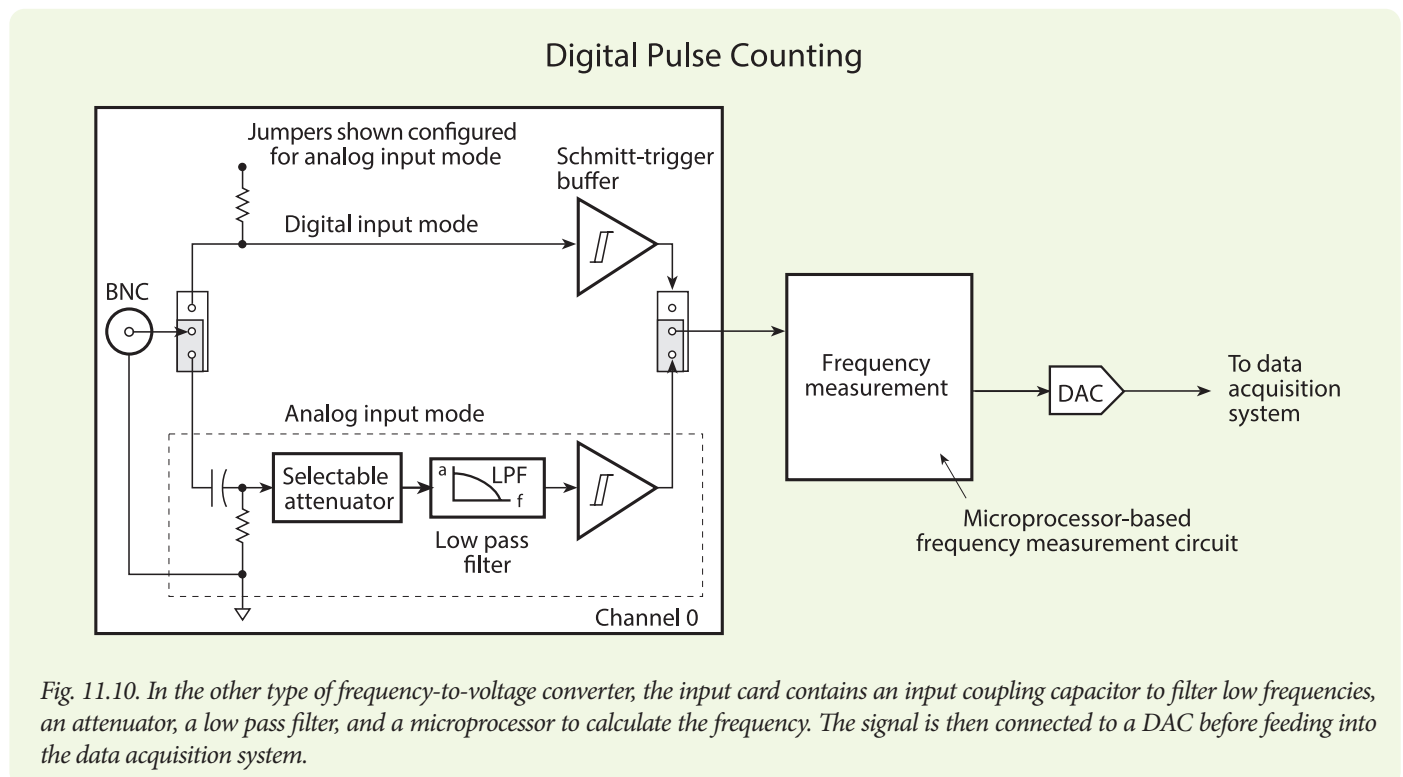 Digital Pulse Counting
Jumpers shown configured
for analog input mode
Schmitt-trigger
buffer
Digital input mode
BNC
Frequency
measurement
DAC
To data
acquisition
system
Analog input mode
Selectable
attenuator
a
LPF
f
Low pass
filter
Microprocessor-based
frequency measurement circuit
Channel 0
Fig. 11.10. In the other type of frequency-to-voltage converter, the input card contains an input coupling capacitor to filter low frequencies,
an attenuator, a low pass filter, and a microprocessor to calculate the frequency. The signal is then connected to a DAC before feeding into
the data acquisition system.